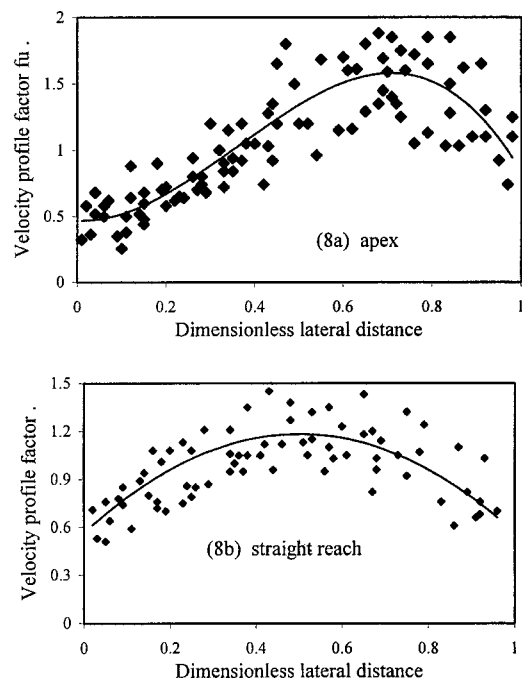 2
1.5
1
0.5
0
Velocity profile factor fu .
(8a) apex
0 0.2 0.4 0.6 0.8 1
Dimensionless lateral distance
1.5
1.2
0.9
0.6
0.3
0
Velocity profile factor .
(8b) straight reach
0 0.2 0.4 0.6 0.8 1
Dimensionless lateral distance